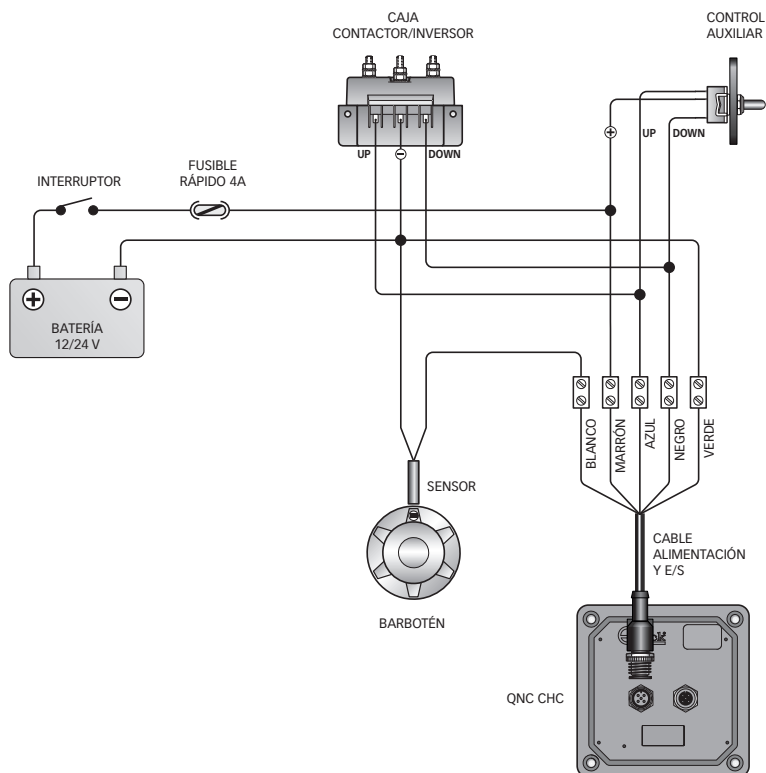 CAJA
CONTACTOR/INVERSOR
CONTROL
AUXILIAR
UP
DOWN
UP
DOWN
INTERRUPTOR
FUSIBLE
RÁPIDO 4A
BATERÍA
12/24 V
BLANCO
MARRÓN
AZUL
NEGRO
VERDE
SENSOR
BARBOTÉN
CABLE
ALIMENTACIÓN
Y E/S
QNC CHC